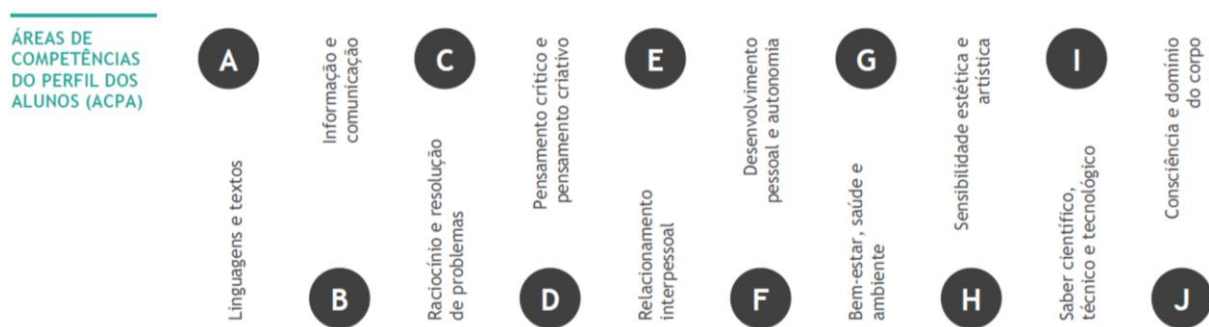 ÁREAS DE
COMPETÊNCIAS
DO PERFIL DOS
ALUNOS (ACPA)
A
Linguagens e textos
B
Informação e
comunicação
C
Raciocínio e resolução
de problemas
D
Pensamento crítico e
pensamento criativo
E
Relacionamento
interpessoal
F
Desenvolvimento
pessoal e autonomia
G
Bem-estar, saúde e
ambiente
H
Sensibilidade estética e
artística
I
Saber científico,
técnico e tecnológico
J
Consciência e domínio
do corpo